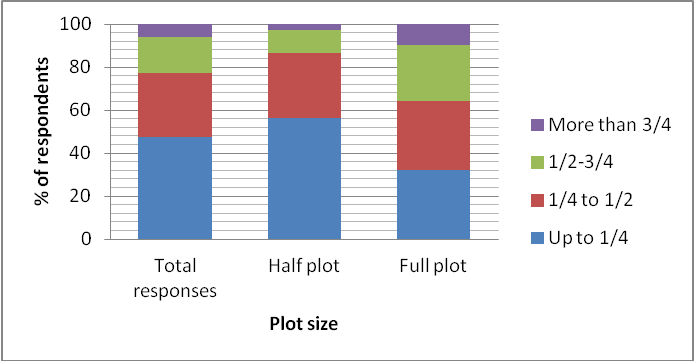 % of respondents
100
80
60
40
20
0
Total
responses
Half plot
Full plot
Plot size
More than 3/4
1/2-3/4
1/4 to 1/2
Up to 1/4